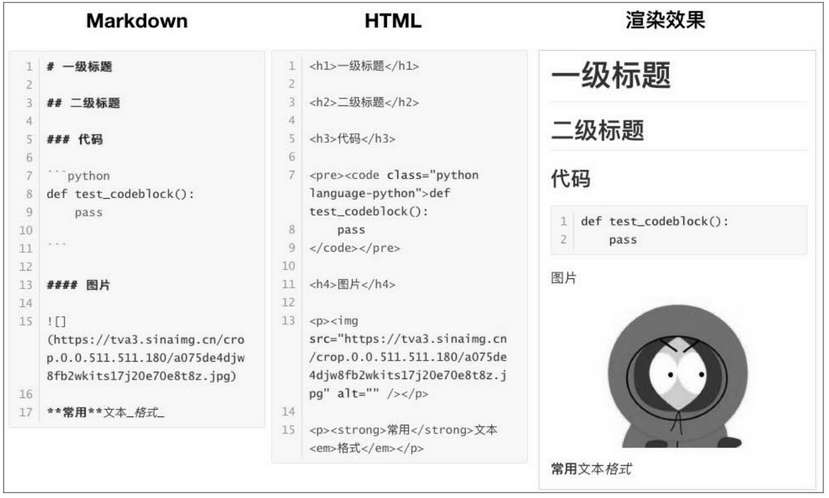 Markdown
1 # 一级标题
2
3 ## 二级标题
4
5 ### 代码
6
7 ```python
8 def test_codeblock():
9     pass
10
11 ```
12
13 #### 图片
14
15 ![]
(https://tva3.sinaimg.cn/cro
p.0.0.511.511.180/a075de4djw
8fb2wkits17j20e70e8t8z.jpg)
16
17 **常用**文本_格式_
HTML
1 <h1>一级标题</h1>
2
3 <h2>二级标题</h2>
4
5 <h3>代码</h3>
6
7 <pre><code class="python
language-python">def
test_codeblock():
8     pass
9 </code></pre>
10
11 <h4>图片</h4>
12
13 <p><img
src="https://tva3.sinaimg.cn
/crop.0.0.511.511.180/a075de
4djw8fb2wkits17j20e70e8t8z.j
pg" alt="" /></p>
14
15 <p><strong>常用</strong>文本
<em>格式</em></p>
渲染效果
一级标题
二级标题
代码
1 def test_codeblock():
2     pass
图片
常用文本格式